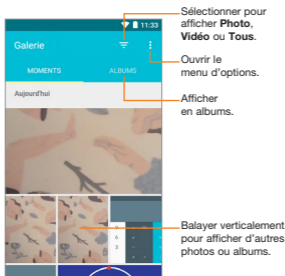 Sélectionner pour
afficher Photo,
Vidéo ou Tous.
11:33
Galerie
Ouvrir le
menu d'options.
MOMENTS
ALBUMS
Afficher
en albums.
Aujourd'hui
Balayer verticalement
pour afficher d'autres
photos ou albums.